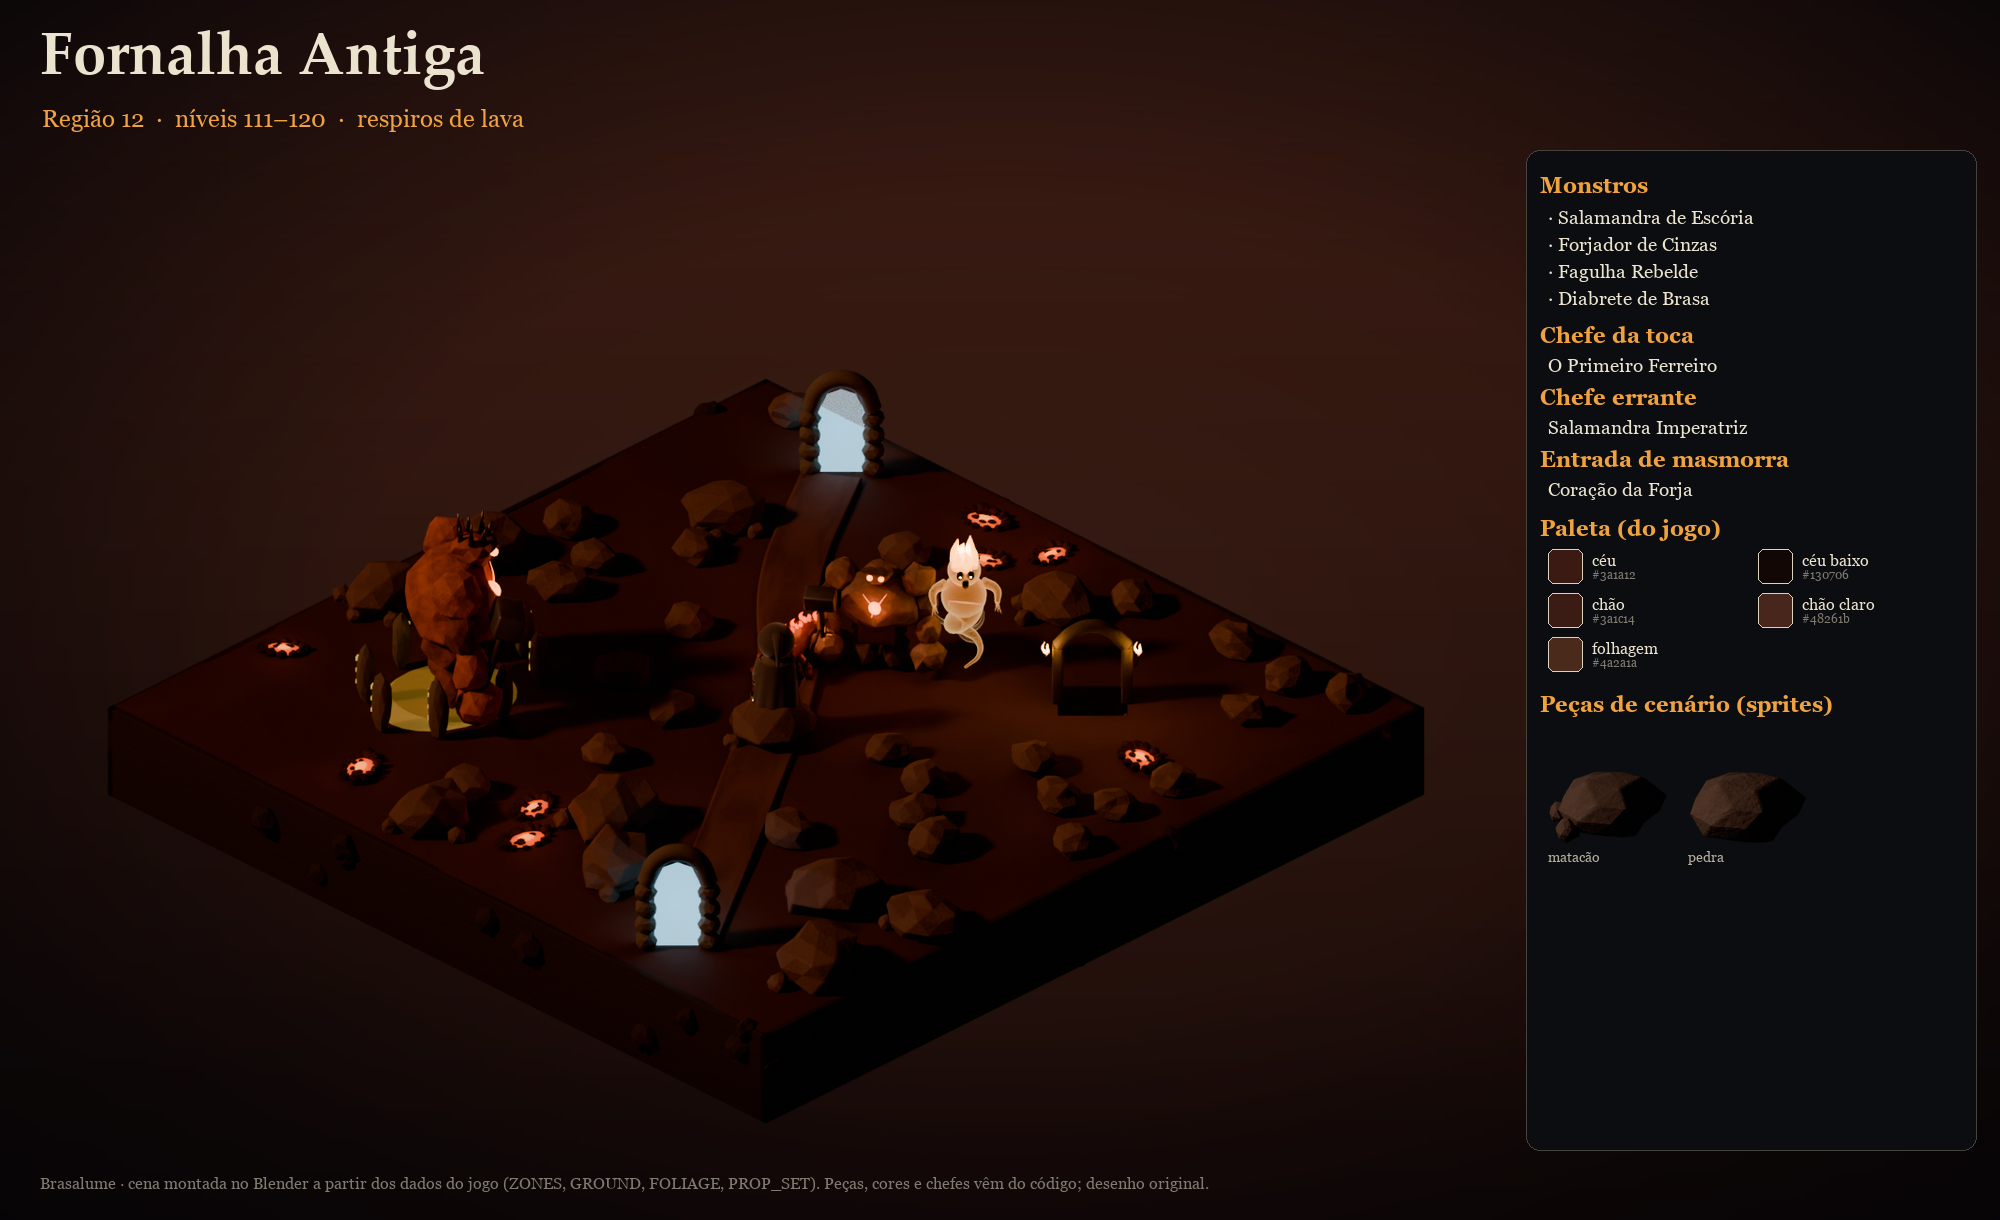 Fornalha Antiga
Região 12 · níveis 111–120 · respiros de lava
Monstros
· Salamandra de Escória
· Forjador de Cinzas
· Fagulha Rebelde
· Diabrete de Brasa
Chefe da toca
O Primeiro Ferreiro
Chefe errante
Salamandra Imperatriz
Entrada de masmorra
Coração da Forja
Paleta (do jogo)
céu
#3a1a12
céu baixo
#130706
chão
#3a1c14
chão claro
#48261b
folhagem
#4a2a1a
Peças de cenário (sprites)
matacão
pedra
Brasalume · cena montada no Blender a partir dos dados do jogo (ZONES, GROUND, FOLIAGE, PROP_SET). Peças, cores e chefes vêm do código; desenho original.